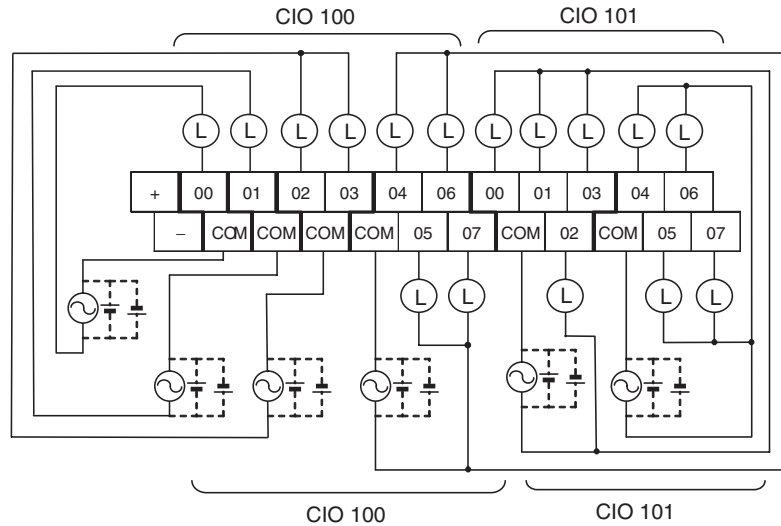 CIO 100 CIO 101
L L L L L L L L L L L
+ 00 01 02 03 04 06 00 01 03 04 06
– COM COM COM COM 05 07 COM 02 COM 05 07
L L L L L
CIO 100 CIO 101